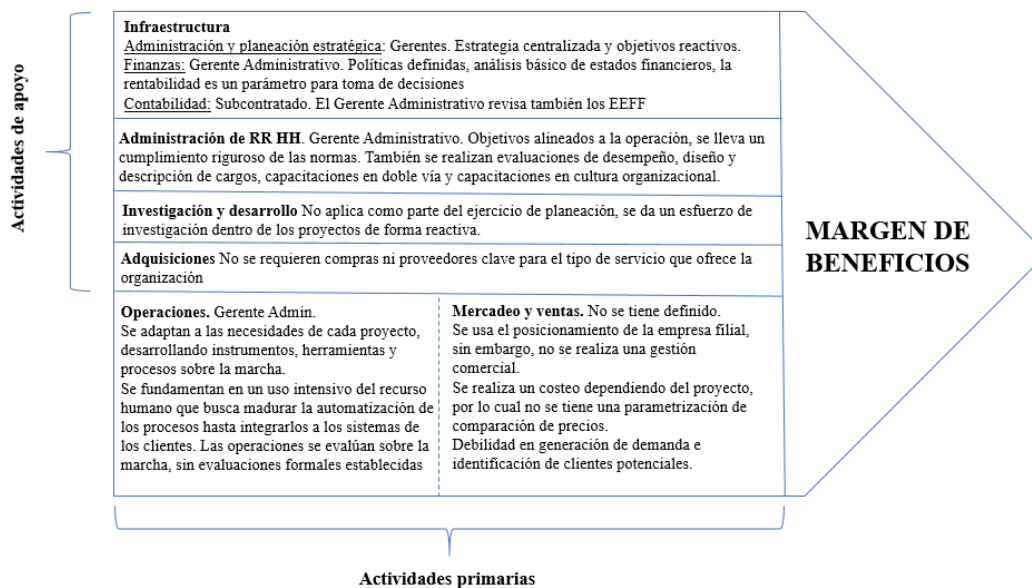 Actividades de apoyo
Infraestructura
Administración y planeación estratégica: Gerentes. Estrategia centralizada y objetivos reactivos.
Finanzas: Gerente Administrativo. Políticas definidas, análisis básico de estados financieros, la
rentabilidad es un parámetro para toma de decisiones
Contabilidad: Subcontratado. El Gerente Administrativo revisa también los EEFF
Administración de RR HH. Gerente Administrativo. Objetivos alineados a la operación, se lleva un
cumplimiento riguroso de las normas. También se realizan evaluaciones de desempeño, diseño y
descripción de cargos, capacitaciones en doble vía y capacitaciones en cultura organizacional.
Investigación y desarrollo No aplica como parte del ejercicio de planeación, se da un esfuerzo de
investigación dentro de los proyectos de forma reactiva.
Adquisiciones No se requieren compras ni proveedores clave para el tipo de servicio que ofrece la
organización
Operaciones. Gerente Admin.
Se adaptan a las necesidades de cada proyecto,
desarrollando instrumentos, herramientas y
procesos sobre la marcha.
Se fundamentan en un uso intensivo del recurso
humano que busca madurar la automatización de
los procesos hasta integrarlos a los sistemas de
los clientes. Las operaciones se evalúan sobre la
marcha, sin evaluaciones formales establecidas
Mercadeo y ventas. No se tiene definido.
Se usa el posicionamiento de la empresa filial,
sin embargo, no se realiza una gestión
comercial.
Se realiza un costeo dependiendo del proyecto,
por lo cual no se tiene una parametrización de
comparación de precios.
Debilidad en generación de demanda e
identificación de clientes potenciales.
MARGEN DE
BENEFICIOS
Actividades primarias